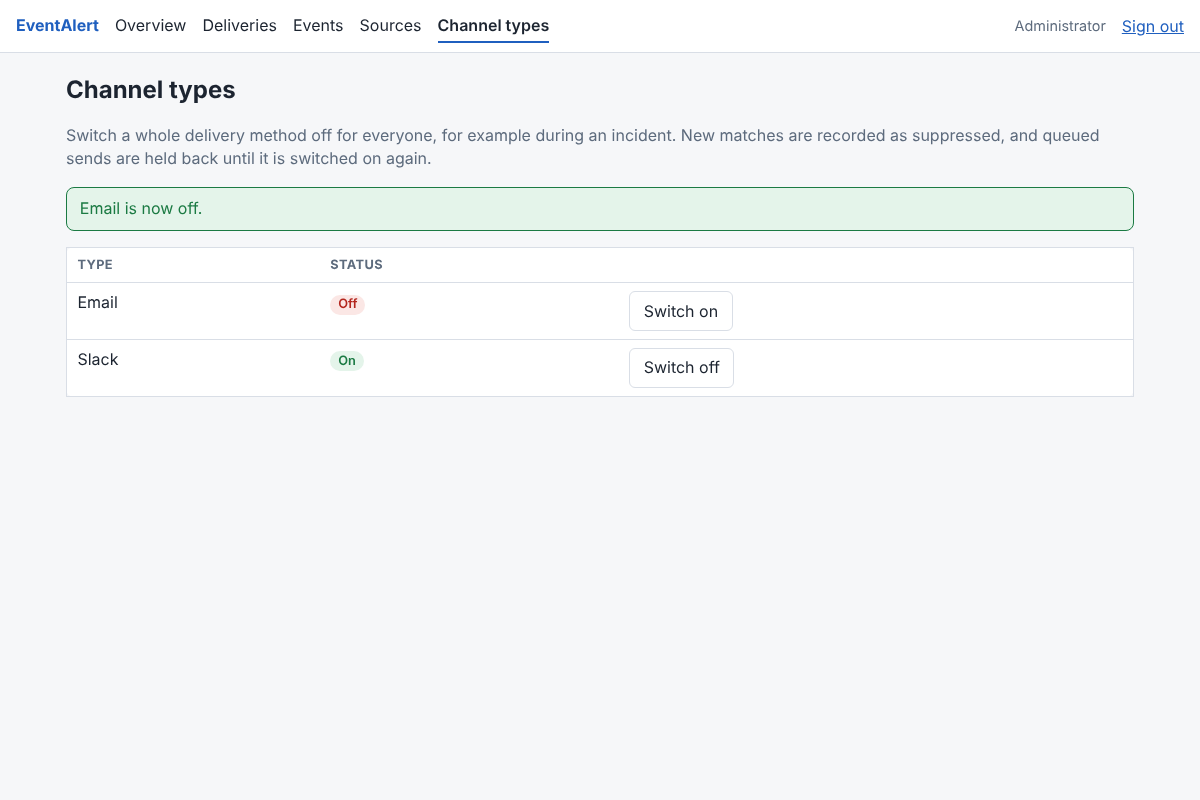 EventAlert Overview Deliveries Events Sources Channel types Administrator Sign out
Channel types
Switch a whole delivery method off for everyone, for example during an incident. New matches are recorded as suppressed, and queued
sends are held back until it is switched on again.
Email is now off.
TYPE STATUS
Email Off Switch on
Slack On Switch off